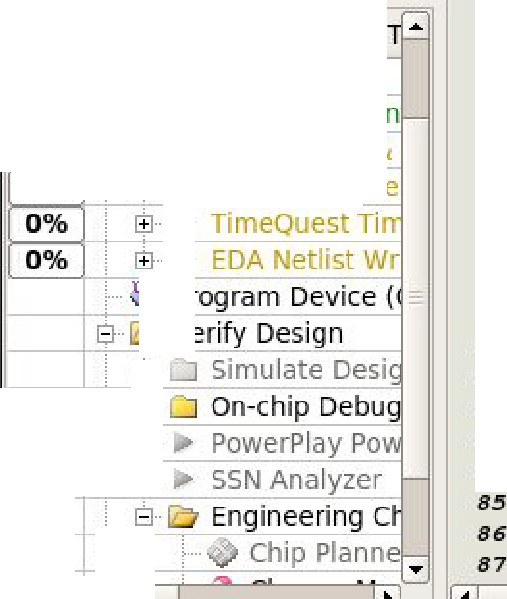 T
n
e
0% TimeQuest Tim
0% EDA Netlist Wr
rogram Device (
erify Design
Simulate Desig
On-chip Debug
PowerPlay Pow
SSN Analyzer
85
Engineering Ch
86
Chip Planne
87